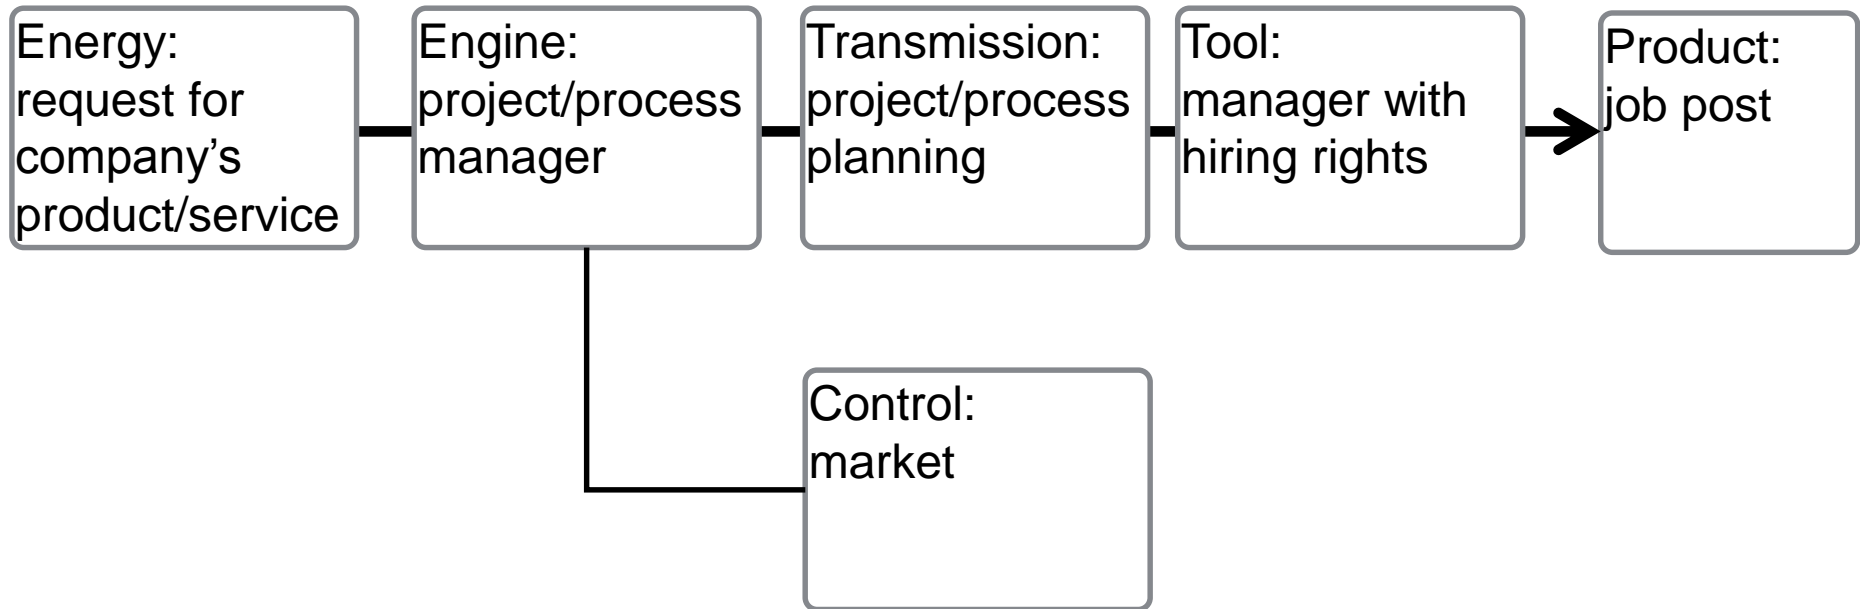 Energy:
request for
company’s
product/service
Engine:
project/process
manager
Transmission:
project/process
planning
Tool:
manager with
hiring rights
Product:
job post
Control:
market